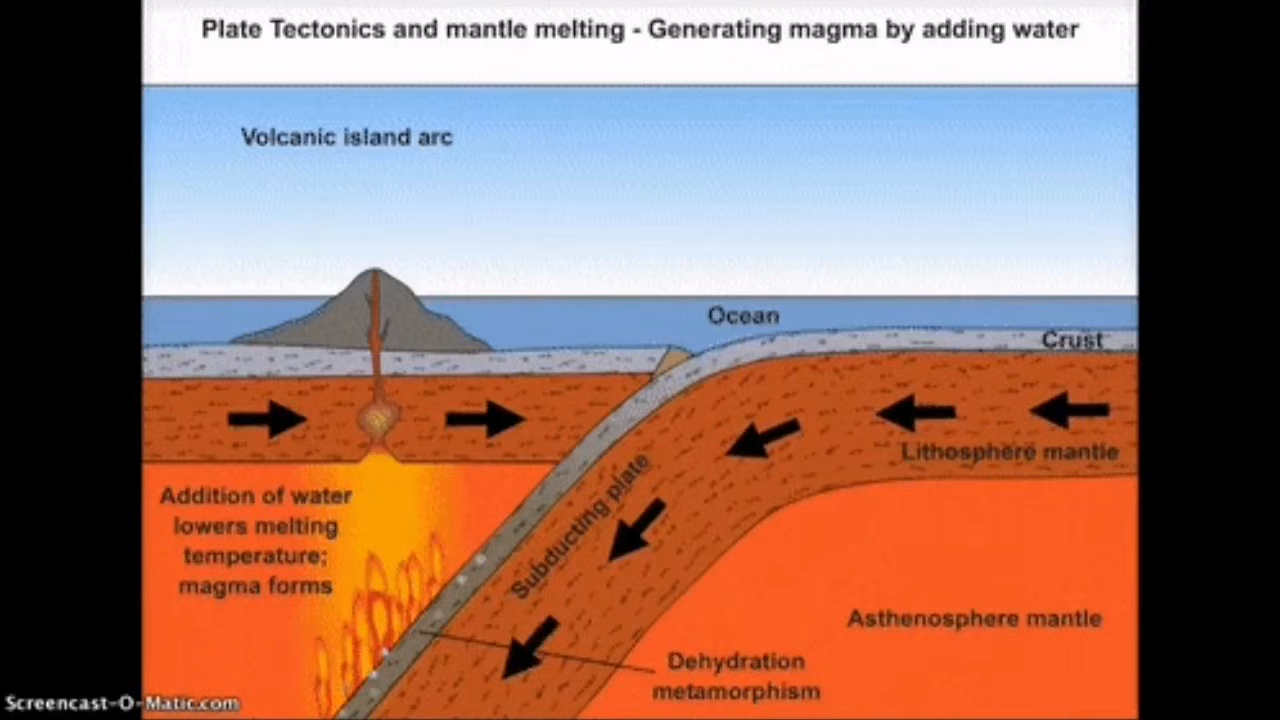 Plate Tectonics and mantle melting - Generating magma by adding water
Volcanic island arc
Ocean
Crust
Lithosphere mantle
Subducting plate
Addition of water
lowers melting
temperature;
magma forms
Asthenosphere mantle
Dehydration
metamorphism
Screencast-O-Matic.com